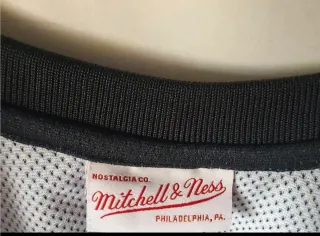 NOSTALGIA CO.
Mitchell & Ness
PHILADELPHIA, PA.